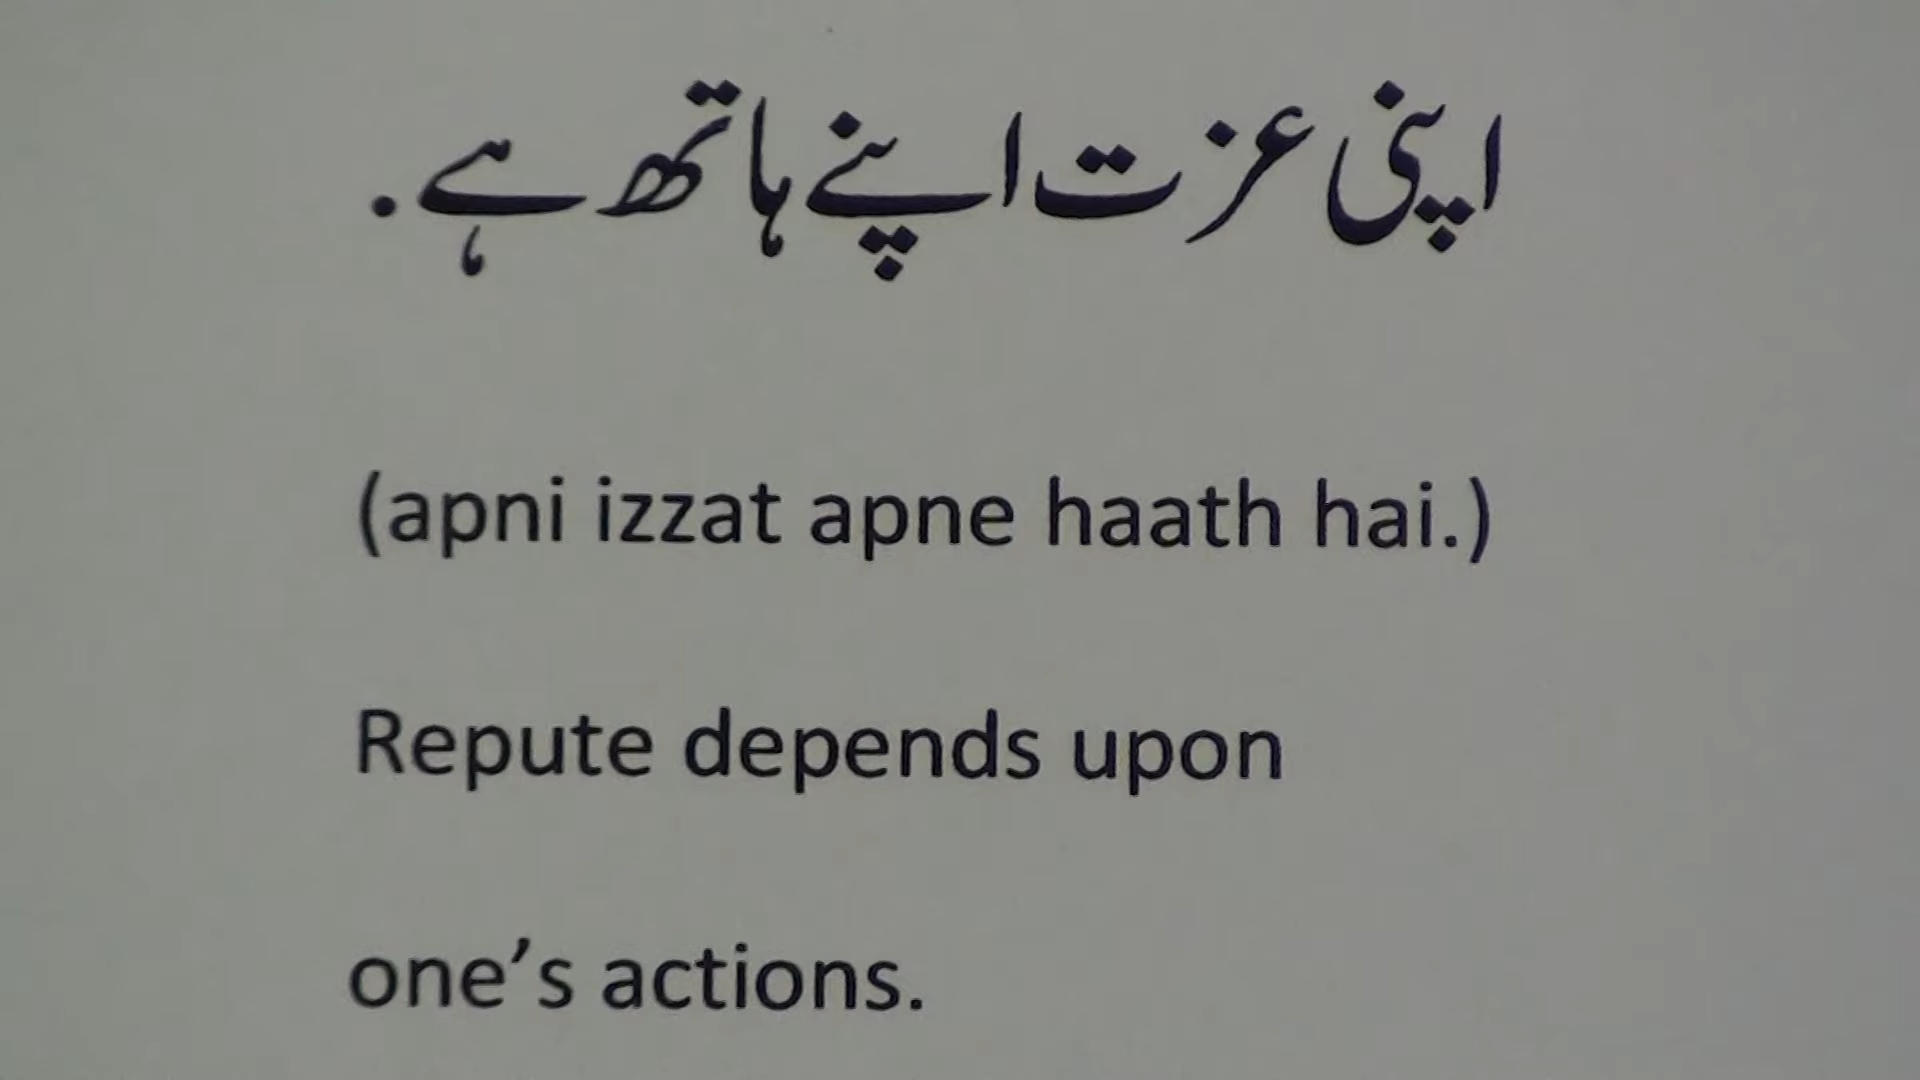 اپنی عزت اپنے ہاتھ ہے.
(apni izzat apne haath hai.)
Repute depends upon
one’s actions.